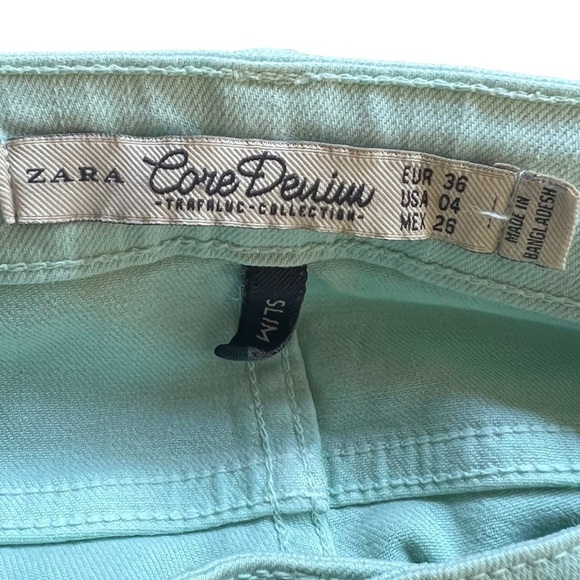 ZARA
Core Denim
-TRAFALUC-COLLECTION-
EUR 36
USA 04
MEX 26
MADE IN
BANGLADESH
SLIM